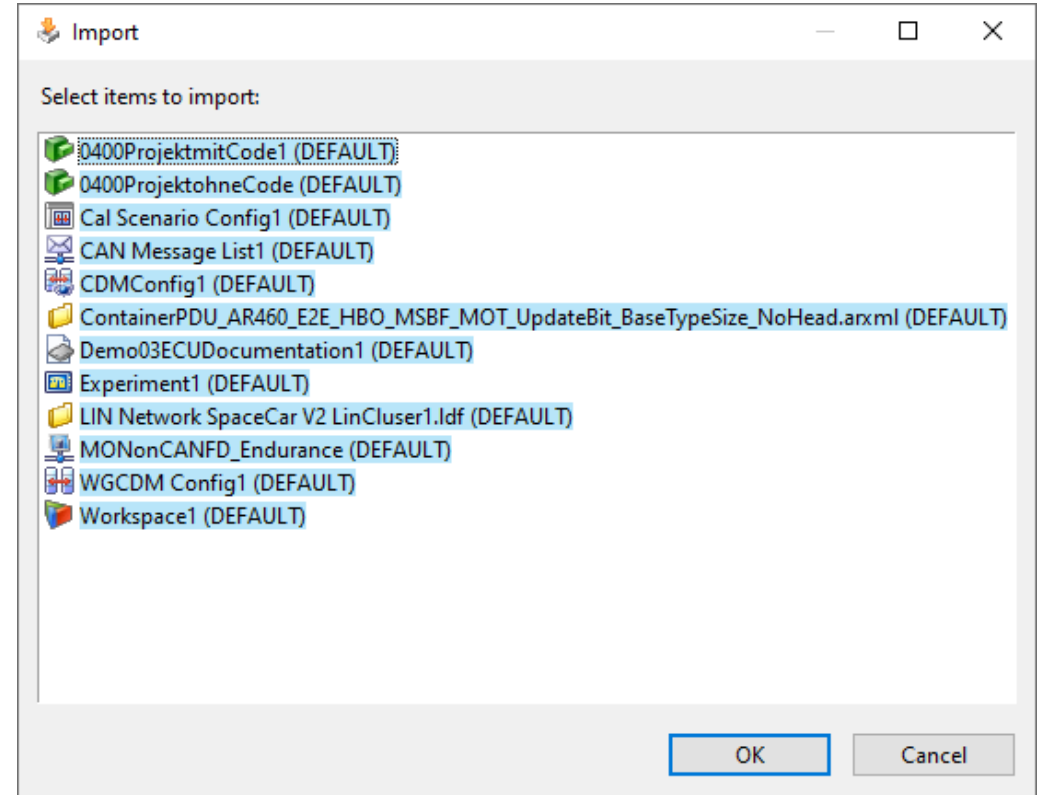 Import
Select items to import:
0400ProjektmitCode1 (DEFAULT)
0400ProjektohneCode (DEFAULT)
Cal Scenario Config1 (DEFAULT)
CAN Message List1 (DEFAULT)
CDMConfig1 (DEFAULT)
ContainerPDU_AR460_E2E_HBO_MSBF_MOT_UpdateBit_BaseTypeSize_NoHead.arxml (DEFAULT)
Demo03ECUDocumentation1 (DEFAULT)
Experiment1 (DEFAULT)
LIN Network SpaceCar V2 LinCluser1.ldf (DEFAULT)
MONonCANFD_Endurance (DEFAULT)
WGCDM Config1 (DEFAULT)
Workspace1 (DEFAULT)
OK Cancel